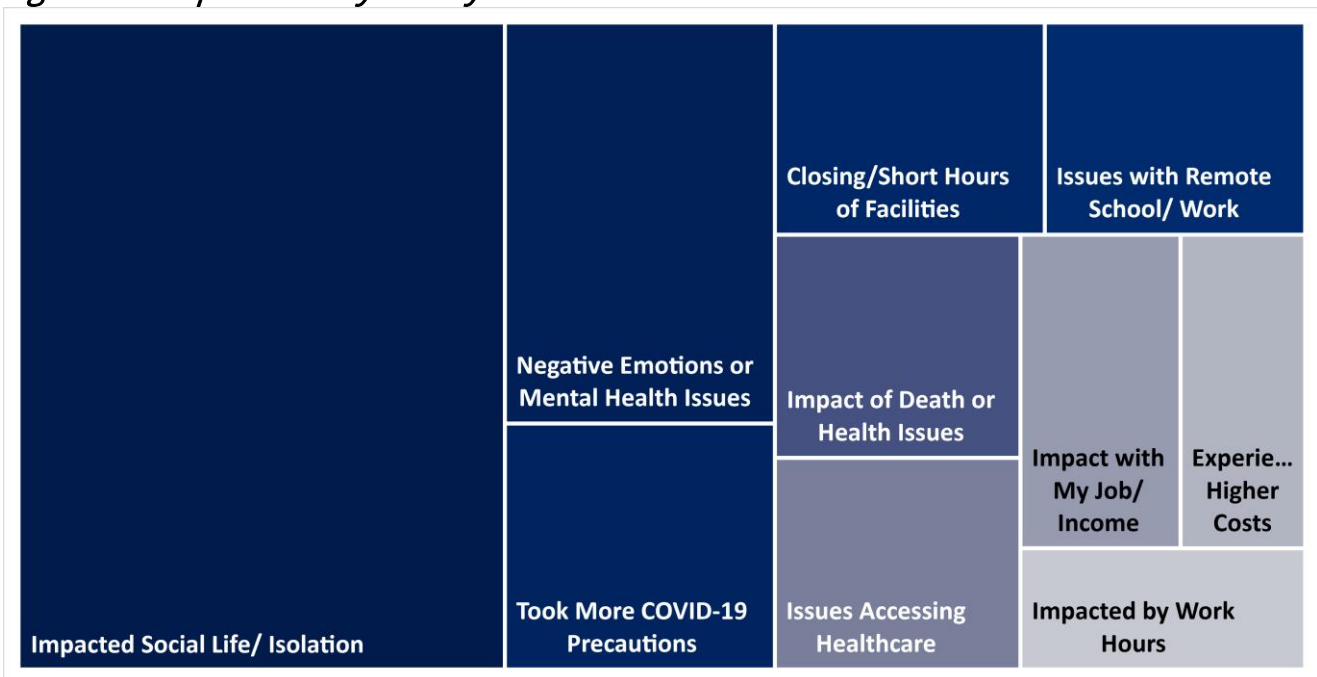 Closing/Short Hours
of Facilities
Issues with Remote
School/ Work
Negative Emotions or
Mental Health Issues
Impact of Death or
Health Issues
Impact with
My Job/
Income
Experie...
Higher
Costs
Impacted Social Life/ Isolation
Took More COVID-19
Precautions
Issues Accessing
Healthcare
Impacted by Work
Hours